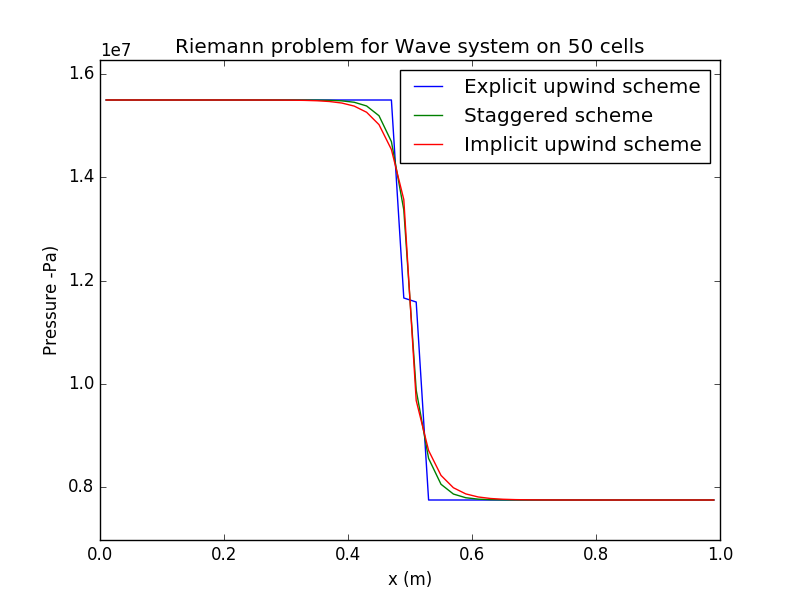 Riemann problem for Wave system on 50 cells
1e7
1.6
1.4
1.2
1.0
0.8
Pressure -Pa)
Explicit upwind scheme
Staggered scheme
Implicit upwind scheme
0.0 0.2 0.4 0.6 0.8 1.0
x (m)